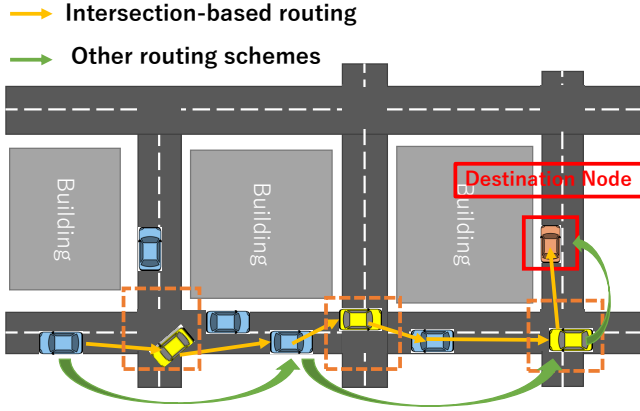 Intersection-based routing
Other routing schemes
Building
Building
Building
Destination Node